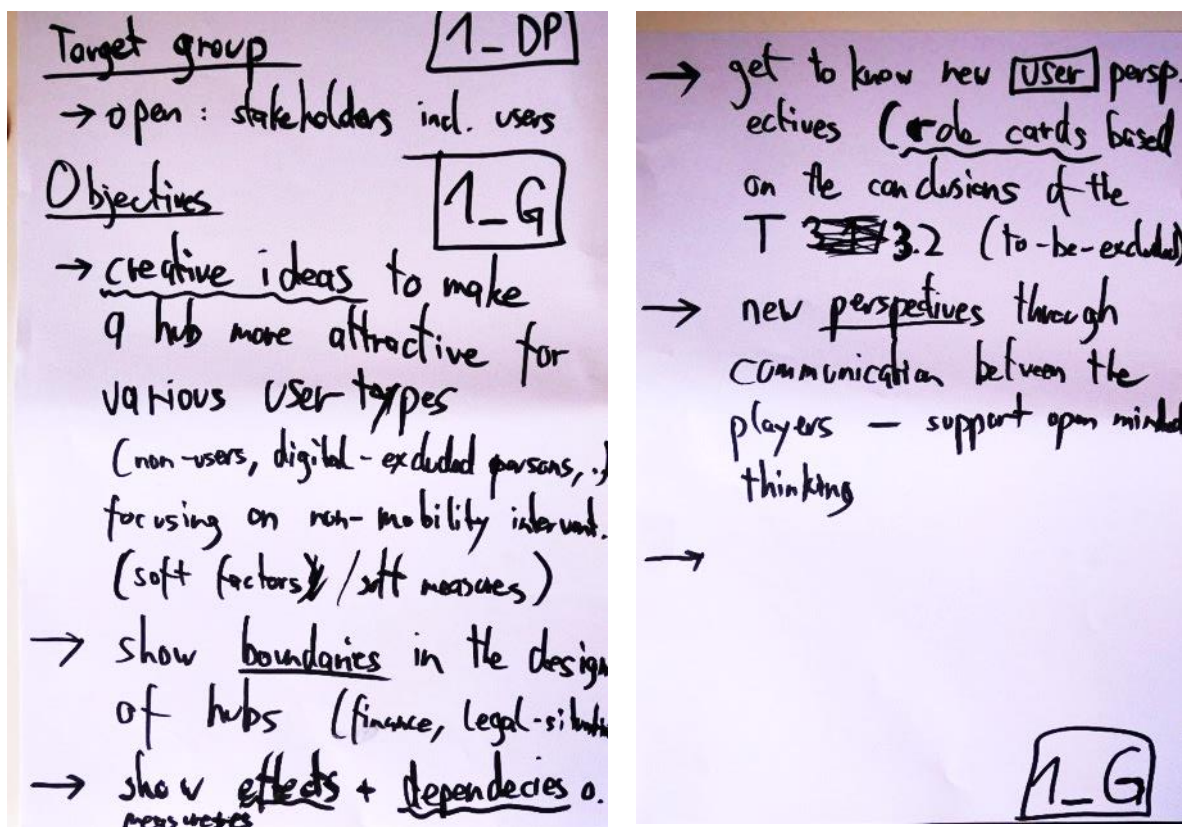 Target group
1_DP
→ open : stakeholders incl. users
Objectives
1_G
→ creative ideas to make
a hub more attractive for
various user types
(non-users, digital-excluded persons, ..)
focusing on non-mobility intervent.
(soft factors) / soft measures)
→ show boundaries in the design
of hubs (finance, legal-situatio
→ show effects + dependecies o.
measures
→ get to know new user persp.
ectives (role cards based
on the conclusions of the
T 3.2 (to-be-excluded)
→ new perspectives through
communication between the
players – support open minded
thinking
→
1_G